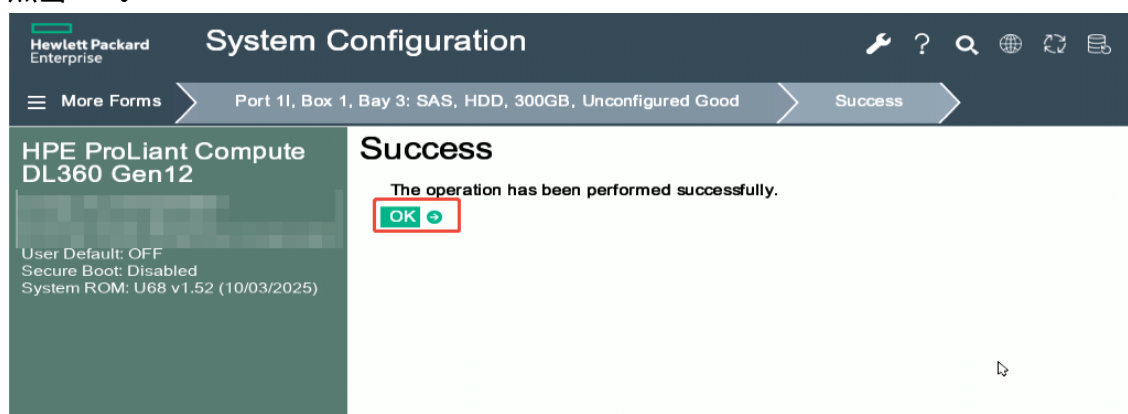 Hewlett Packard
Enterprise
System Configuration
More Forms
Port 1I, Box 1, Bay 3: SAS, HDD, 300GB, Unconfigured Good
Success
HPE ProLiant Compute
DL360 Gen12
User Default: OFF
Secure Boot: Disabled
System ROM: U68 v1.52 (10/03/2025)
Success
The operation has been performed successfully.
OK